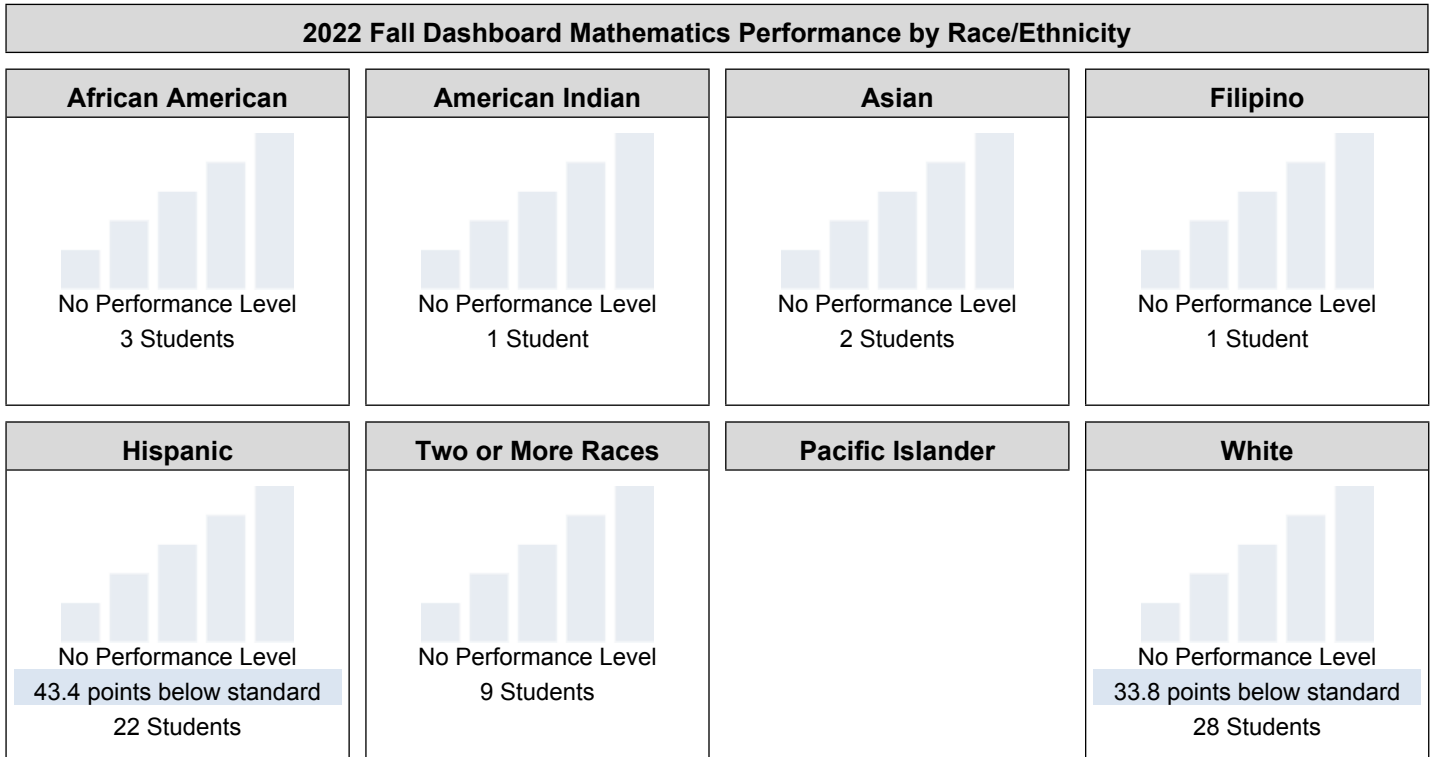 2022 Fall Dashboard Mathematics Performance by Race/Ethnicity
African American
No Performance Level
3 Students
American Indian
No Performance Level
1 Student
Asian
No Performance Level
2 Students
Filipino
No Performance Level
1 Student
Hispanic
No Performance Level
43.4 points below standard
22 Students
Two or More Races
No Performance Level
9 Students
Pacific Islander
White
No Performance Level
33.8 points below standard
28 Students